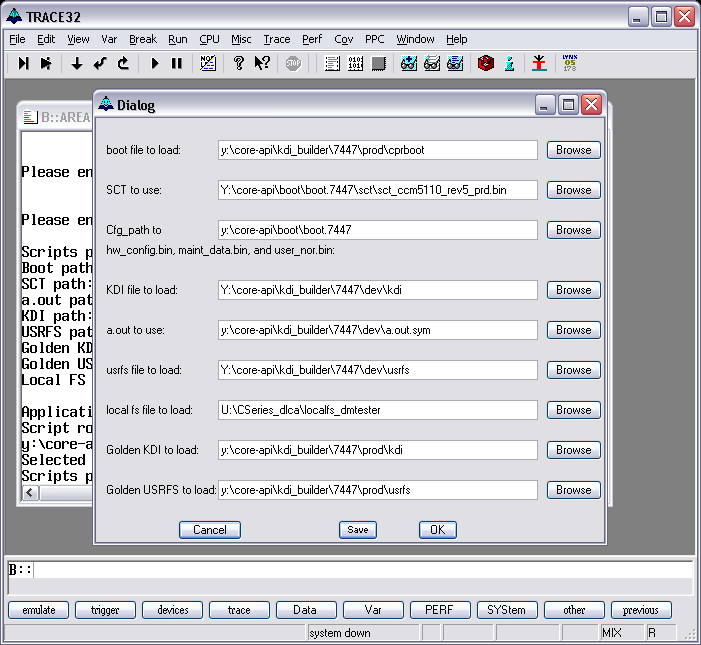 TRACE32
File Edit View Var Break Run CPU Misc Trace Perf Cov PPC Window Help
NOP STOP LYNX OS 178
B::AREA
Please en
Please en
Scripts p
Boot path
SCT path:
a.out pat
KDI path:
USRFS pat
Golden KD
Golden US
Local FS
Applicati
Script ro
y:\core-a
Selected
Scripts p
Dialog
boot file to load: y:\core-api\kdi_builder\7447\prod\cprboot Browse
SCT to use: Y:\core-api\boot\boot.7447\sct\sct_ccm5110_rev5_prd.bin Browse
Cfg_path to y:\core-api\boot\boot.7447 Browse
hw_config.bin, maint_data.bin, and user_nor.bin:
KDI file to load: Y:\core-api\kdi_builder\7447\dev\kdi Browse
a.out to use: y:\core-api\kdi_builder\7447\dev\a.out.sym Browse
usrfs file to load: Y:\core-api\kdi_builder\7447\dev\usrfs Browse
local fs file to load: U:\CSeries_dlca\localfs_dmtester Browse
Golden KDI to load: y:\core-api\kdi_builder\7447\prod\kdi Browse
Golden USRFS to load: y:\core-api\kdi_builder\7447\prod\usrfs Browse
Cancel Save OK
B::
emulate trigger devices trace Data Var PERF SYStem other previous
system down MIX R